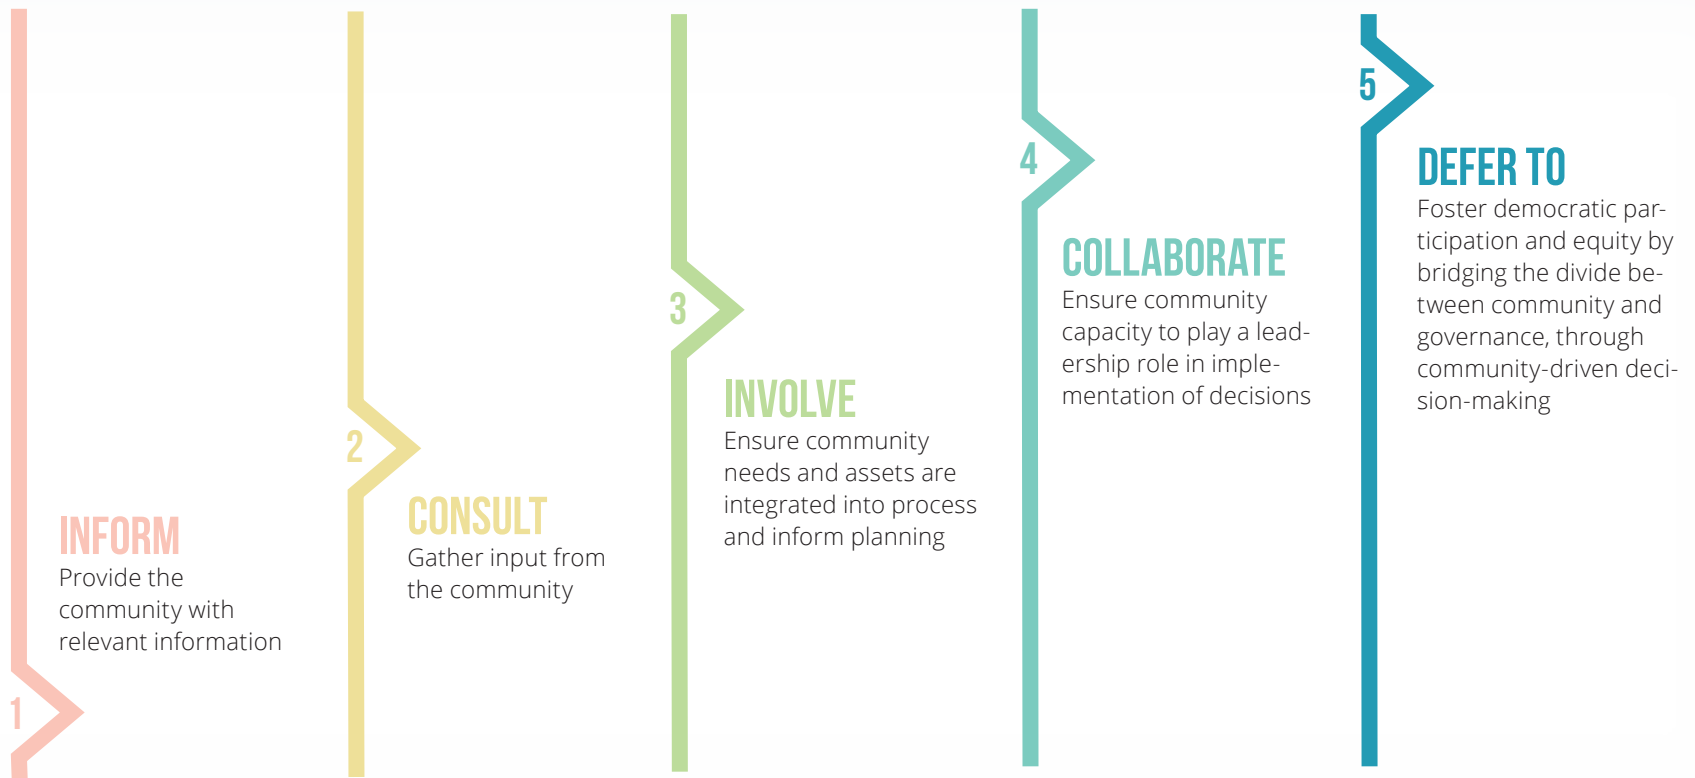 1
INFORM
Provide the
community with
relevant information
2
CONSULT
Gather input from
the community
3
INVOLVE
Ensure community
needs and assets are
integrated into process
and inform planning
4
COLLABORATE
Ensure community
capacity to play a lead-
ership role in imple-
mentation of decisions
5
DEFER TO
Foster democratic par-
ticipation and equity by
bridging the divide be-
tween community and
governance, through
community-driven deci-
sion-making